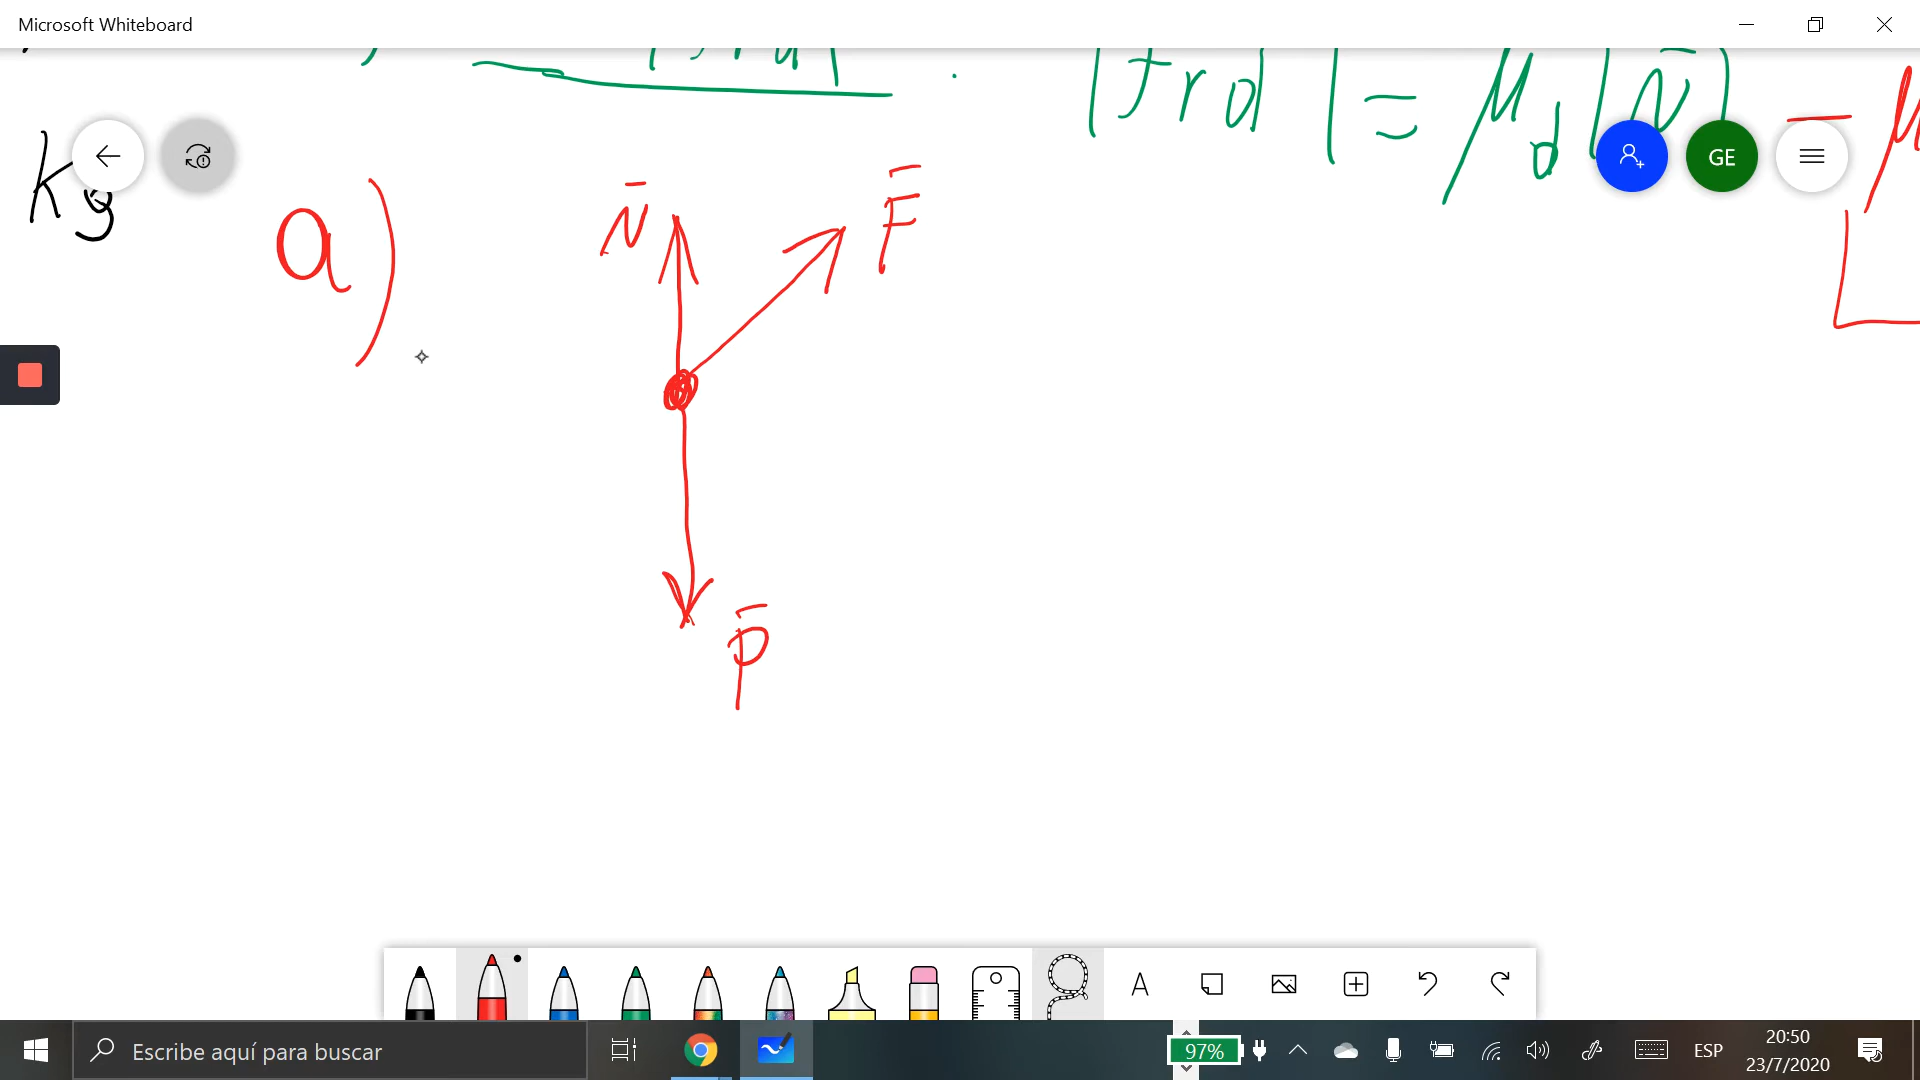 Microsoft Whiteboard
|frd| = μd |N̄| = μ
Kg
GE
a)
N̄
F̄
P̄
A
Escribe aquí para buscar
97%
ESP
20:50
23/7/2020